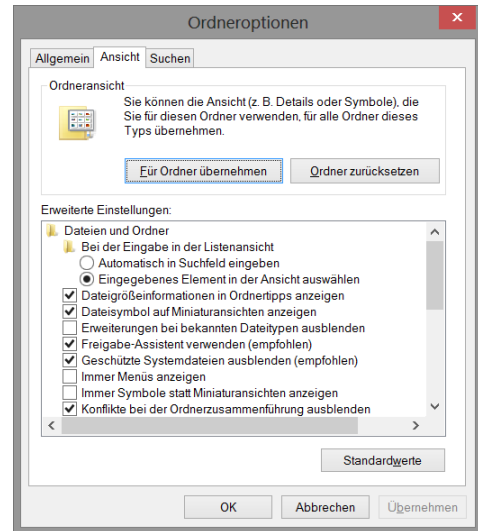 Ordneroptionen
Allgemein Ansicht Suchen
Ordneransicht
Sie können die Ansicht (z. B. Details oder Symbole), die
Sie für diesen Ordner verwenden, für alle Ordner dieses
Typs übernehmen.
Für Ordner übernehmen Ordner zurücksetzen
Erweiterte Einstellungen:
Dateien und Ordner
Bei der Eingabe in der Listenansicht
Automatisch in Suchfeld eingeben
Eingegebenes Element in der Ansicht auswählen
Dateigrößeinformationen in Ordnertipps anzeigen
Dateisymbol auf Miniaturansichten anzeigen
Erweiterungen bei bekannten Dateitypen ausblenden
Freigabe-Assistent verwenden (empfohlen)
Geschützte Systemdateien ausblenden (empfohlen)
Immer Menüs anzeigen
Immer Symbole statt Miniaturansichten anzeigen
Konflikte bei der Ordnerzusammenführung ausblenden
Standardwerte
OK Abbrechen Übernehmen